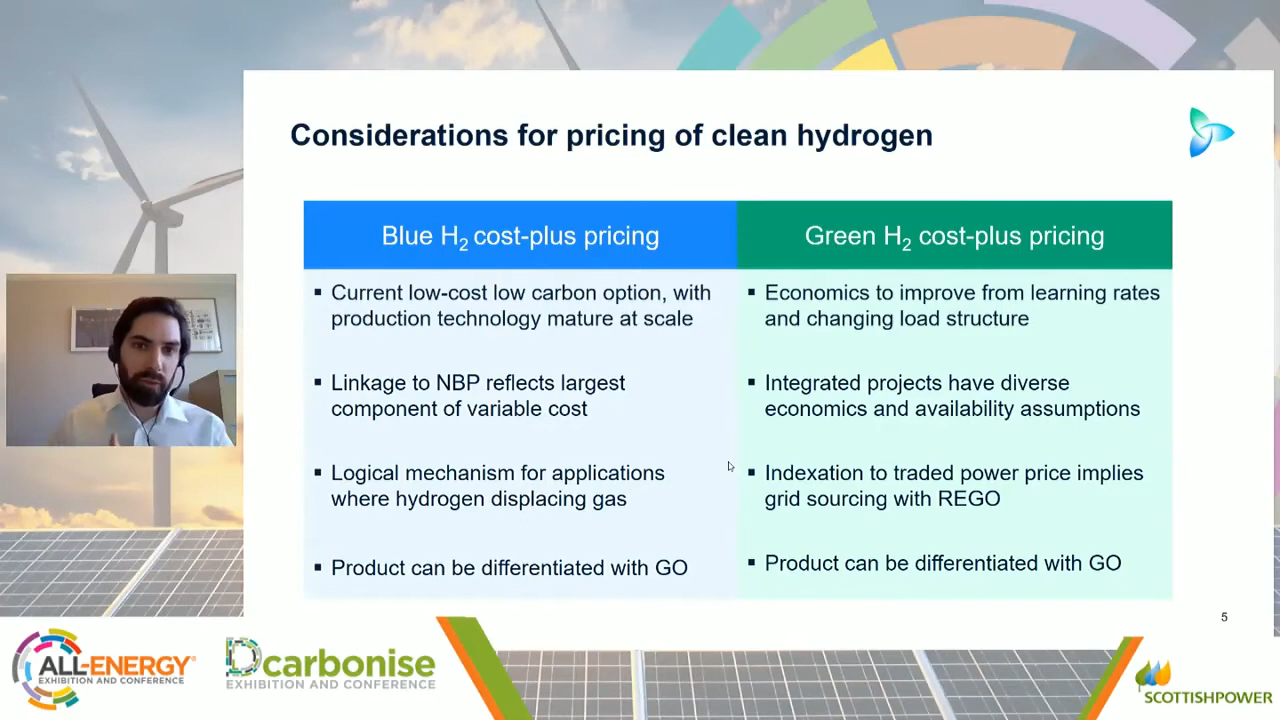 Considerations for pricing of clean hydrogen
Blue H2 cost-plus pricing
Current low-cost low carbon option, with
production technology mature at scale
Linkage to NBP reflects largest
component of variable cost
Logical mechanism for applications
where hydrogen displacing gas
Product can be differentiated with GO
Green H2 cost-plus pricing
Economics to improve from learning rates
and changing load structure
Integrated projects have diverse
economics and availability assumptions
Indexation to traded power price implies
grid sourcing with REGO
Product can be differentiated with GO
5
ALL-ENERGY®
EXHIBITION AND CONFERENCE
Dcarbonise
EXHIBITION AND CONFERENCE
SCOTTISHPOWER